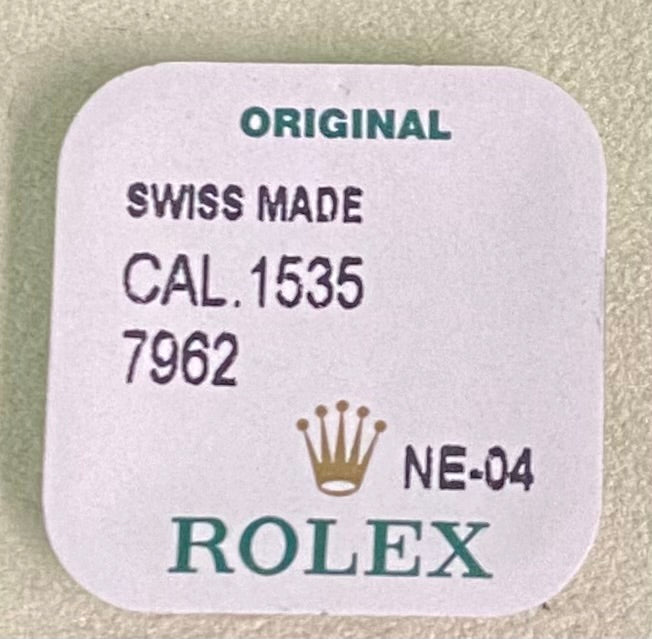 ORIGINAL
SWISS MADE
CAL.1535
7962
NE-04
ROLEX